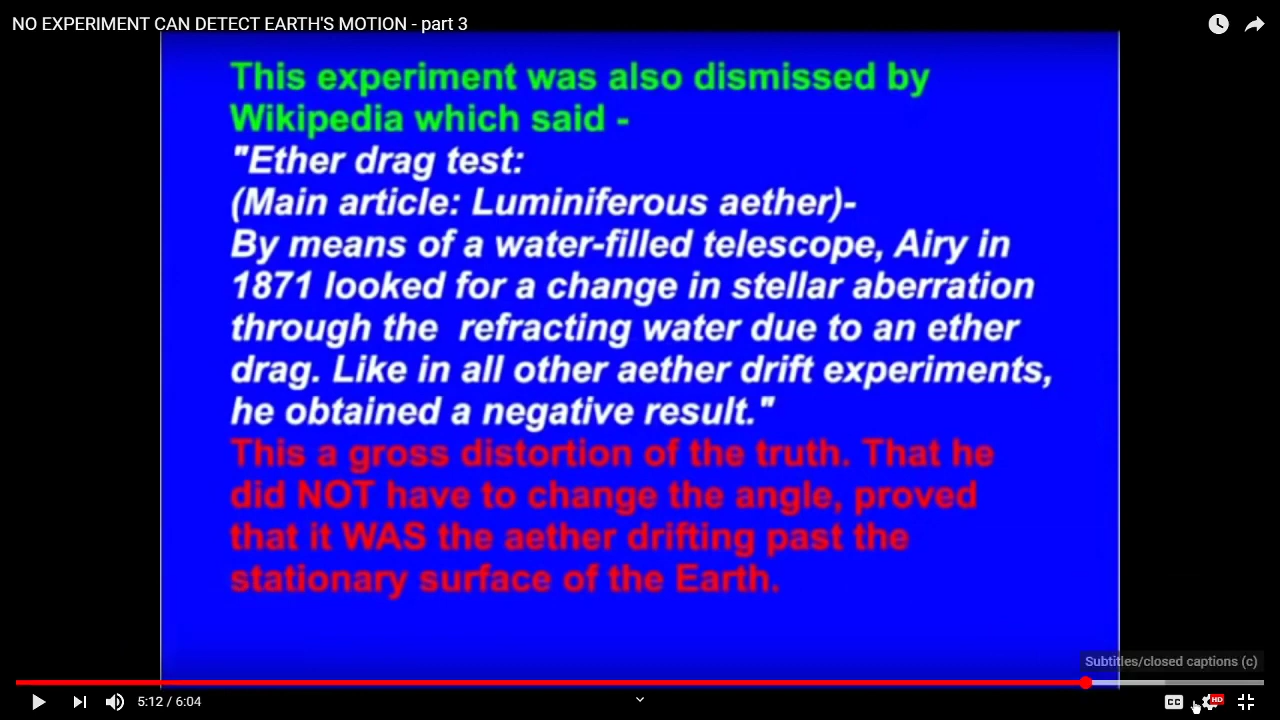 NO EXPERIMENT CAN DETECT EARTH'S MOTION - part 3
This experiment was also dismissed by
Wikipedia which said -
"Ether drag test:
(Main article: Luminiferous aether)-
By means of a water-filled telescope, Airy in
1871 looked for a change in stellar aberration
through the  refracting water due to an ether
drag. Like in all other aether drift experiments,
he obtained a negative result."
This a gross distortion of the truth. That he
did NOT have to change the angle, proved
that it WAS the aether drifting past the
stationary surface of the Earth.
Subtitles/closed captions (c)
5:12 / 6:04
CC
HD